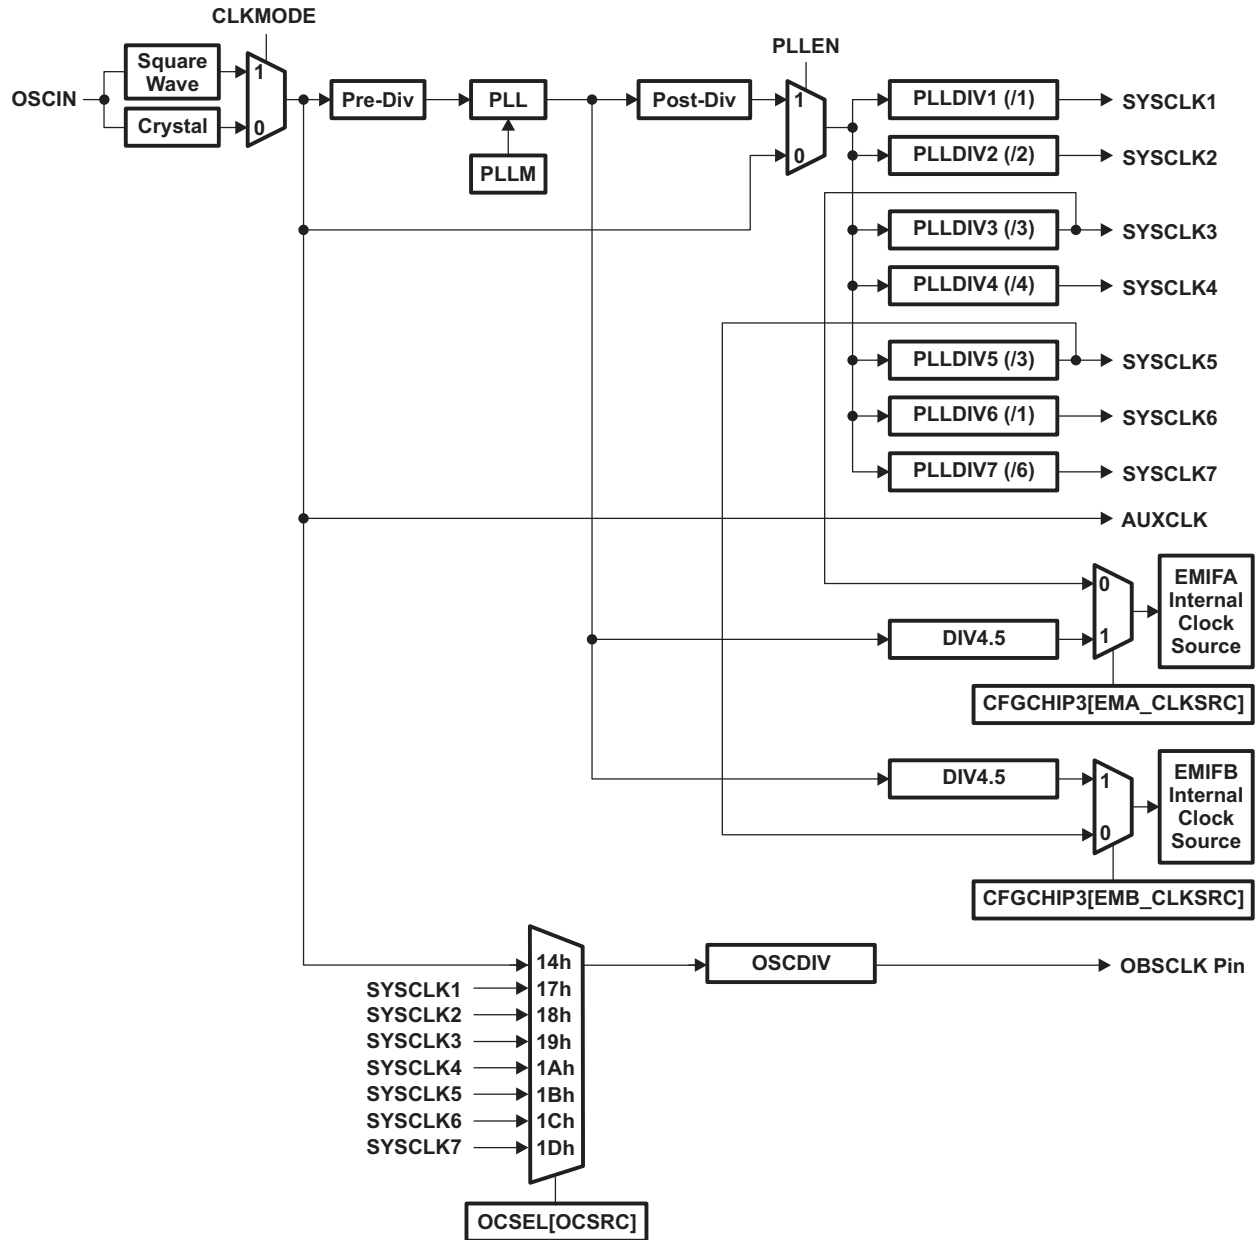 CLKMODE
PLLEN
OSCIN
Square
Wave
1
Crystal
0
Pre-Div
PLL
PLLM
Post-Div
1
0
PLLDIV1 (/1)
SYSCLK1
PLLDIV2 (/2)
SYSCLK2
PLLDIV3 (/3)
SYSCLK3
PLLDIV4 (/4)
SYSCLK4
PLLDIV5 (/3)
SYSCLK5
PLLDIV6 (/1)
SYSCLK6
PLLDIV7 (/6)
SYSCLK7
AUXCLK
0
1
EMIFA
Internal
Clock
Source
DIV4.5
CFGCHIP3[EMA_CLKSRC]
DIV4.5
1
0
EMIFB
Internal
Clock
Source
CFGCHIP3[EMB_CLKSRC]
14h
OSCDIV
OBSCLK Pin
SYSCLK1
17h
SYSCLK2
18h
SYSCLK3
19h
SYSCLK4
1Ah
SYSCLK5
1Bh
SYSCLK6
1Ch
SYSCLK7
1Dh
OCSEL[OCSRC]